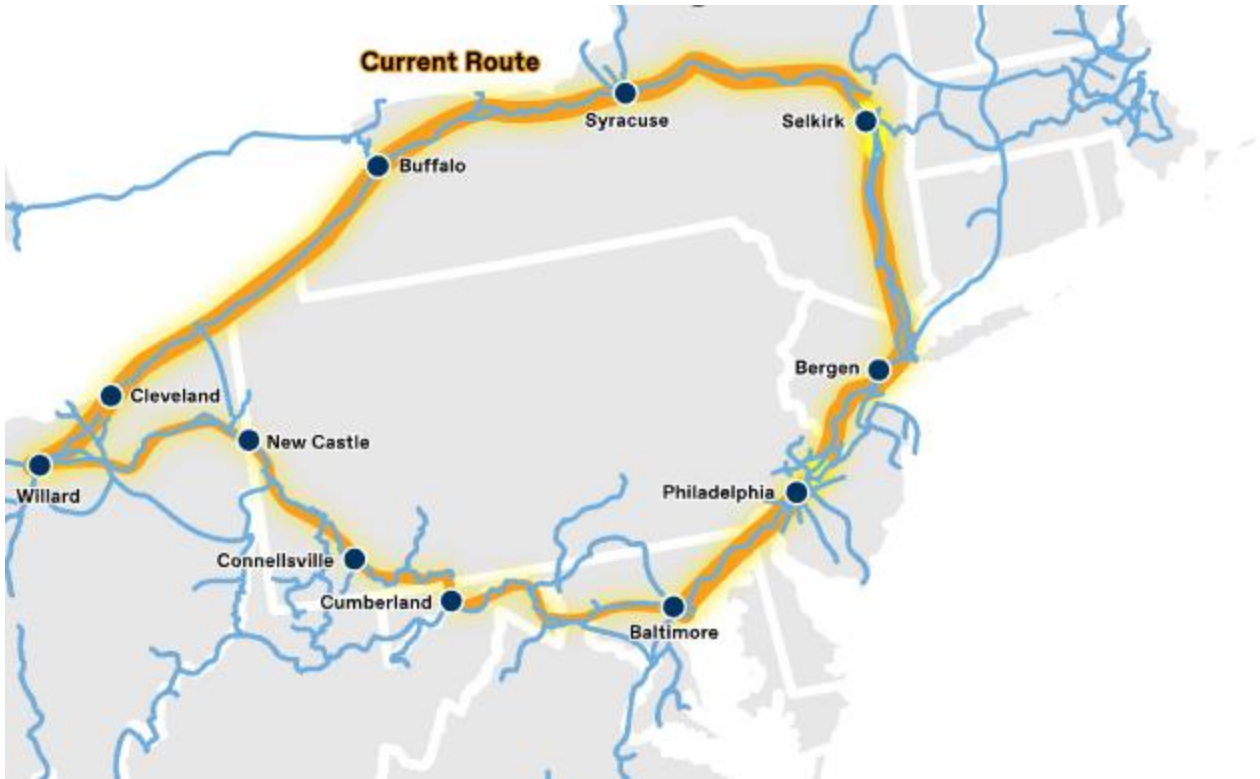 Current Route
Syracuse
Selkirk
Buffalo
Bergen
Cleveland
New Castle
Willard
Philadelphia
Connellsville
Cumberland
Baltimore